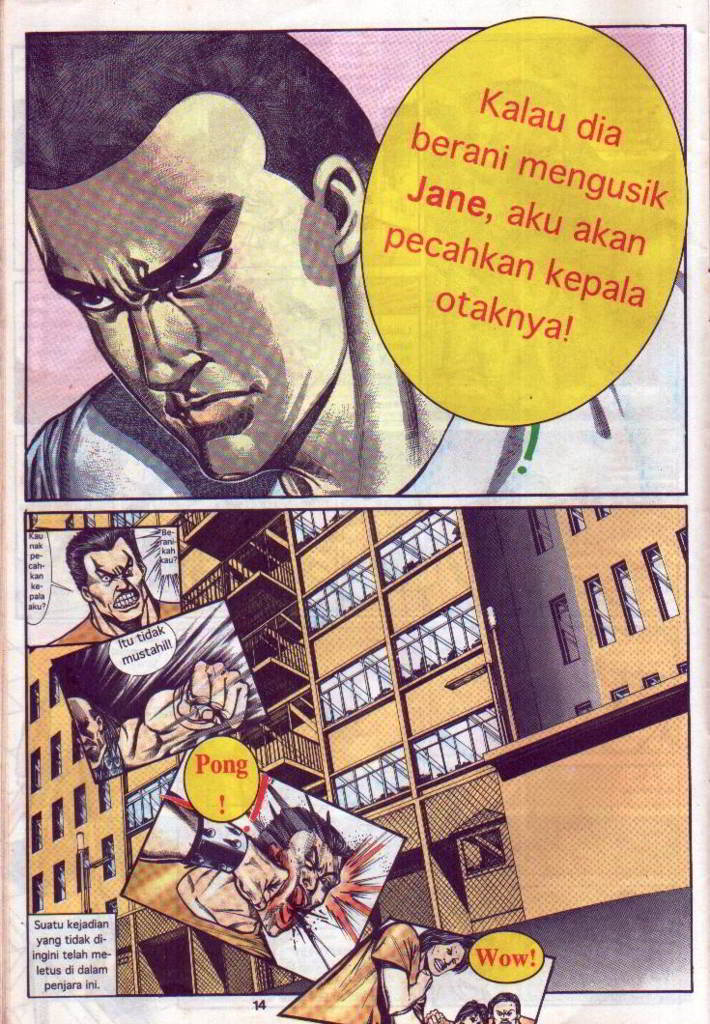 Kalau dia
berani mengusik
Jane, aku akan
pecahkan kepala
otaknya!
Kau
nak
pe-
cah-
kan
ke-
pala
aku?
Be-
rani-
kah
kau?
Itu tidak
mustahil!
Pong
!
Suatu kejadian
yang tidak di-
ingini telah me-
letus di dalam
penjara ini.
Wow!
14